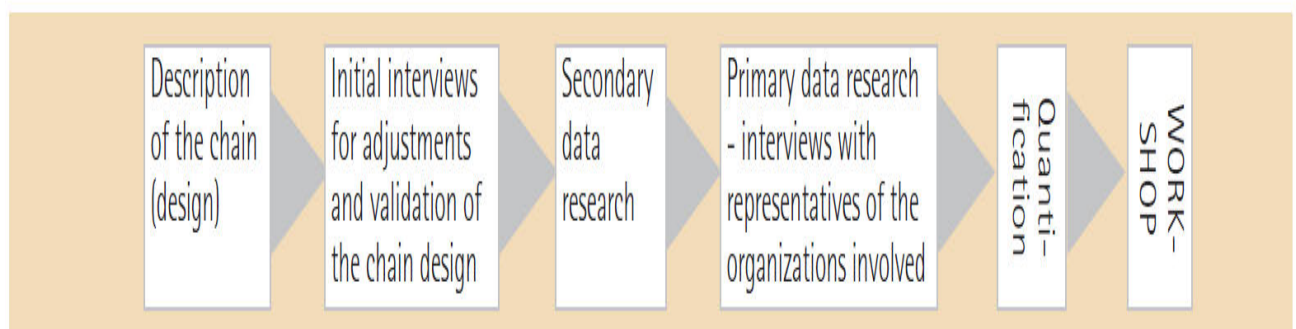 Description
of the chain
(design)
Initial interviews
for adjustments
and validation of
the chain design
Secondary
data
research
Primary data research
– interviews with
representatives of the
organizations involved
Quanti–
fication
WORK–
SHOP